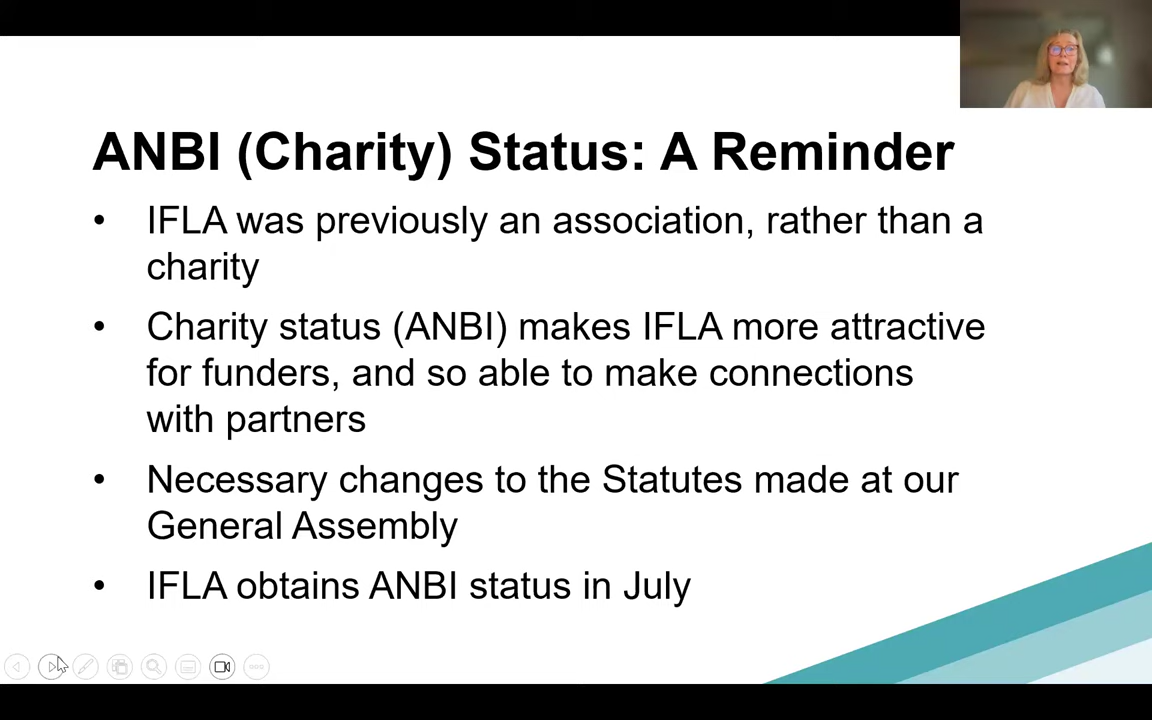 ANBI (Charity) Status: A Reminder
• IFLA was previously an association, rather than a
charity
• Charity status (ANBI) makes IFLA more attractive
for funders, and so able to make connections
with partners
• Necessary changes to the Statutes made at our
General Assembly
• IFLA obtains ANBI status in July